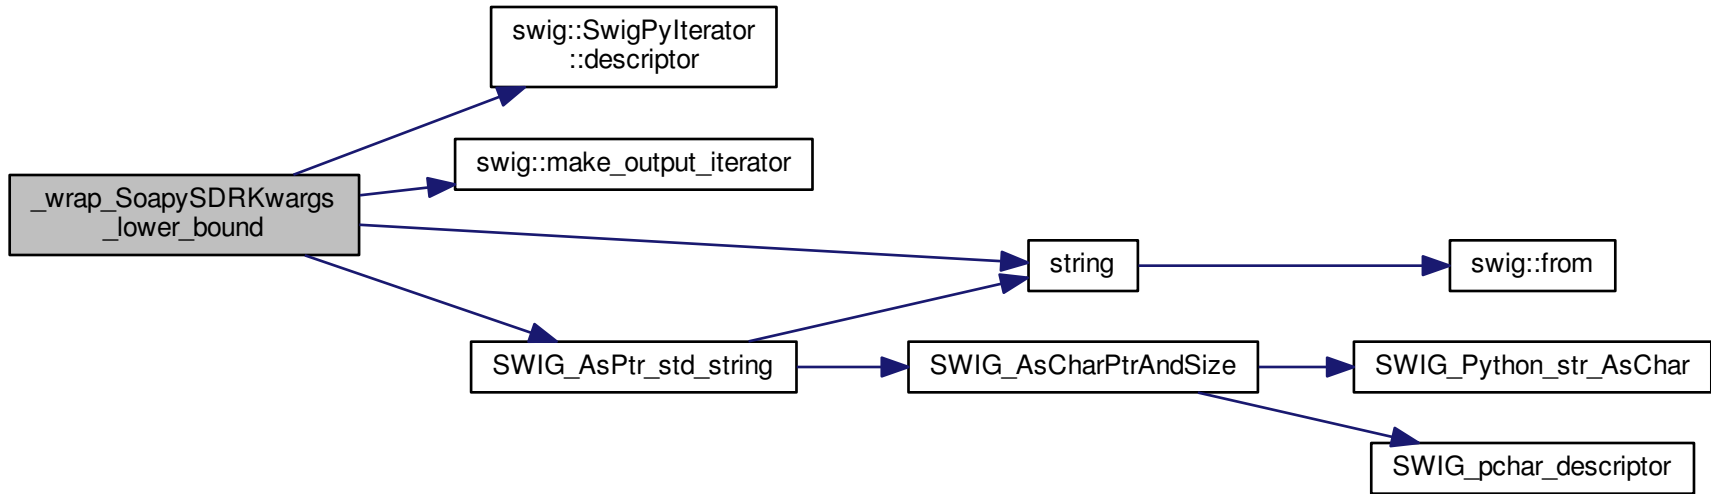 swig::SwigPyIterator
::descriptor
swig::make_output_iterator
_wrap_SoapySDRKwargs
_lower_bound
string
swig::from
SWIG_AsPtr_std_string
SWIG_AsCharPtrAndSize
SWIG_Python_str_AsChar
SWIG_pchar_descriptor